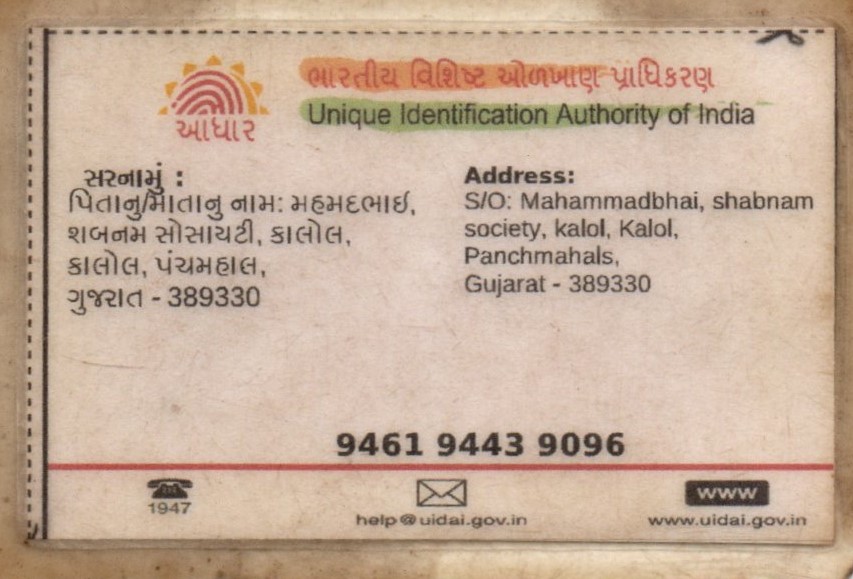 ભારતીય વિશિષ્ટ ઓળખાણ પ્રાધિકરણ
Unique Identification Authority of India
આધાર
સરનામું :
પિતાનુ/માતાનુ નામ: મહમદભાઈ,
શબનમ સોસાયટી, કાલોલ,
કાલોલ, પંચમહાલ,
ગુજરાત - 389330
Address:
S/O: Mahammadbhai, shabnam
society, kalol, Kalol,
Panchmahals,
Gujarat - 389330
9461 9443 9096
1947
help@uidai.gov.in
www
www.uidai.gov.in